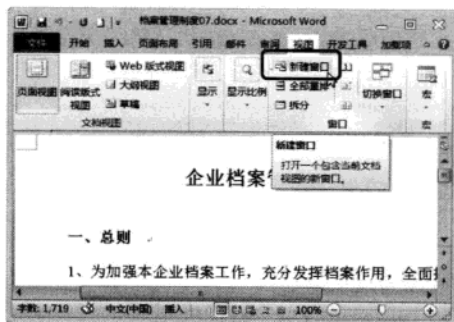 档案管理制度07.docx - Microsoft Word
文件 开始 插入 页面布局 引用 邮件 审阅 视图 开发工具 加载项
页面视图 阅读版式视图 Web 版式视图 大纲视图 草稿
显示 显示比例 新建窗口 全部重排 拆分 切换窗口 宏
文档视图 窗口 宏
新建窗口
打开一个包含当前文档
视图的新窗口。
企业档案
一、总则
1、为加强本企业档案工作，充分发挥档案作用，全面
字数: 1,719 中文(中国) 插入 100%